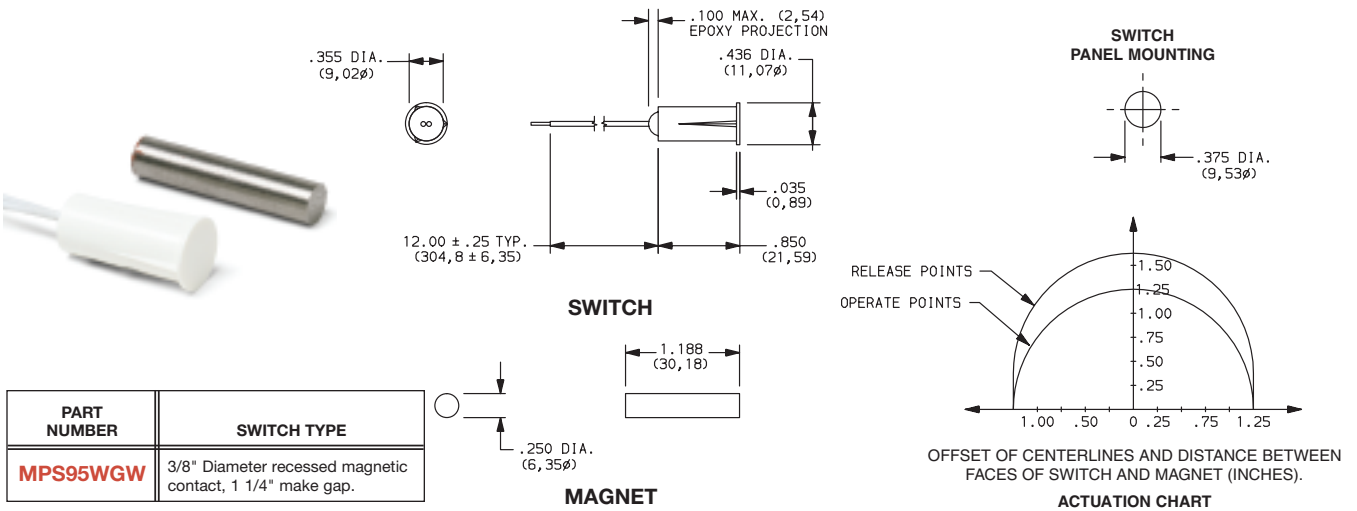 .100 MAX. (2,54)
EPOXY PROJECTION
.355 DIA.
(9,02ø)
.436 DIA.
(11,07ø)
∞
.035
(0,89)
12.00 ± .25 TYP.
(304,8 ± 6,35)
.850
(21,59)
SWITCH
1.188
(30,18)
.250 DIA.
(6,35ø)
MAGNET
PART
NUMBER
SWITCH TYPE
MPS95WGW
3/8" Diameter recessed magnetic
contact, 1 1/4" make gap.
SWITCH
PANEL MOUNTING
.375 DIA.
(9,53ø)
RELEASE POINTS
OPERATE POINTS
1.50
1.25
1.00
.75
.50
.25
1.00 .50 0 .25 .75 1.25
OFFSET OF CENTERLINES AND DISTANCE BETWEEN
FACES OF SWITCH AND MAGNET (INCHES).
ACTUATION CHART